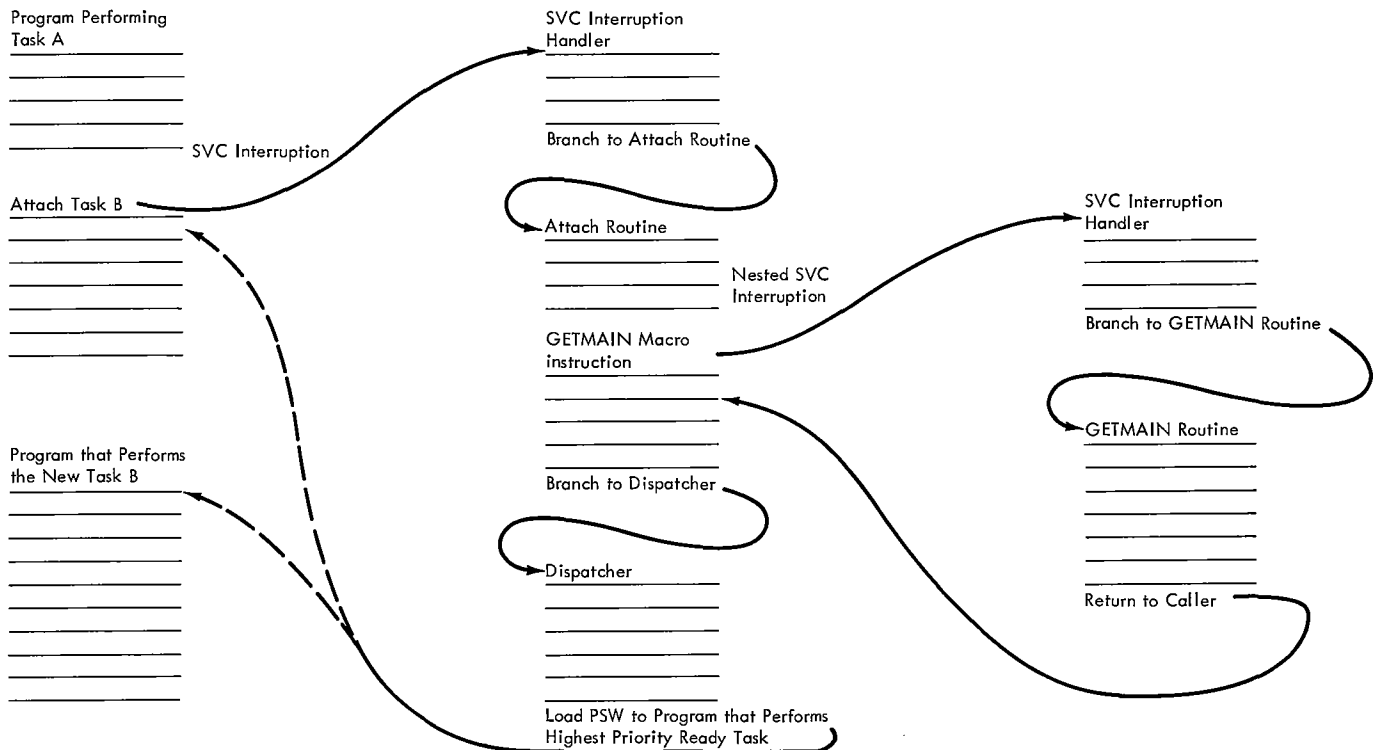 Program Performing
Task A
SVC Interruption
Attach Task B
Program that Performs
the New Task B
SVC Interruption
Handler
Branch to Attach Routine
Attach Routine
Nested SVC
Interruption
GETMAIN Macro
instruction
Branch to Dispatcher
Dispatcher
Load PSW to Program that Performs
Highest Priority Ready Task
SVC Interruption
Handler
Branch to GETMAIN Routine
GETMAIN Routine
Return to Caller